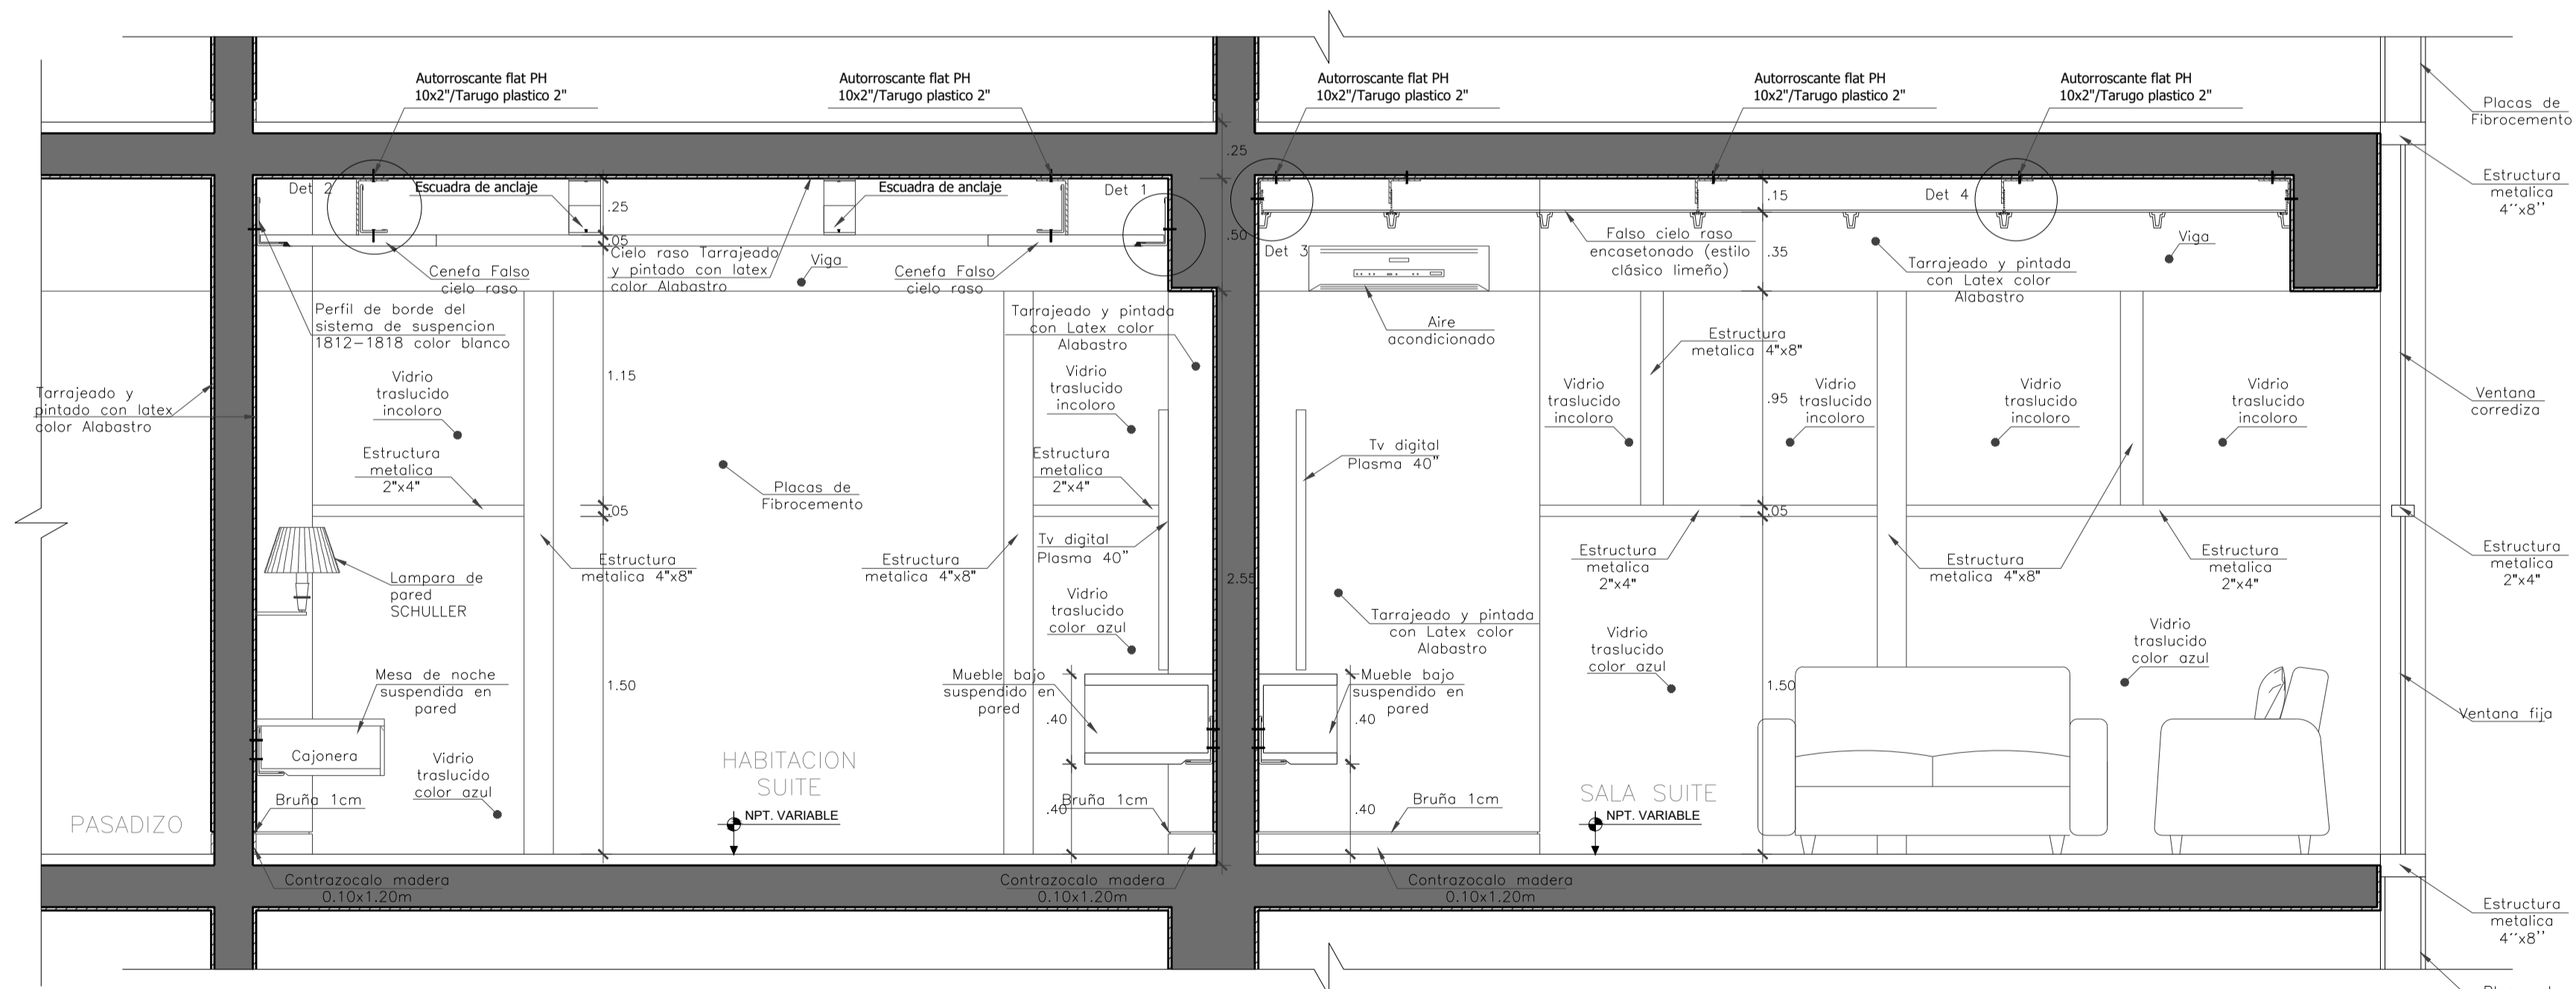 Autorroscante flat PH
10x2"/Tarugo plastico 2"
Autorroscante flat PH
10x2"/Tarugo plastico 2"
Autorroscante flat PH
10x2"/Tarugo plastico 2"
Autorroscante flat PH
10x2"/Tarugo plastico 2"
Autorroscante flat PH
10x2"/Tarugo plastico 2"
Placas de
Fibrocemento
Estructura
metalica
4''x8''
.25
Det 2
Escuadra de anclaje
.25
Escuadra de anclaje
Det 1
.05
.50
Det 3
.15
Det 4
Cenefa Falso
cielo raso
Cielo raso Tarrajeado
y pintado con latex
color Alabastro
Viga
Cenefa Falso
cielo raso
Falso cielo raso
encasetonado (estilo
clásico limeño)
.35
Tarrajeado y pintada
con Latex color
Alabastro
Viga
Perfil de borde del
sistema de suspencion
1812-1818 color blanco
Tarrajeado y pintada
con Latex color
Alabastro
Aire
acondicionado
Estructura
metalica 4"x8"
Tarrajeado y
pintado con latex
color Alabastro
Vidrio
traslucido
incoloro
1.15
Vidrio
traslucido
incoloro
Vidrio
traslucido
incoloro
.95
Vidrio
traslucido
incoloro
Vidrio
traslucido
incoloro
Vidrio
traslucido
incoloro
Ventana
corrediza
Estructura
metalica
2"x4"
Placas de
Fibrocemento
.05
Estructura
metalica
2"x4"
Tv digital
Plasma 40"
.05
Tv digital
Plasma 40"
Lampara de
pared
SCHULLER
Estructura
metalica 4"x8"
Estructura
metalica 4"x8"
2.55
Estructura
metalica
2"x4"
Estructura
metalica 4"x8"
Estructura
metalica
2"x4"
Estructura
metalica
2"x4"
Vidrio
traslucido
color azul
Tarrajeado y pintada
con Latex color
Alabastro
Vidrio
traslucido
color azul
Vidrio
traslucido
color azul
Mesa de noche
suspendida en
pared
1.50
Mueble bajo
suspendido en
pared
.40
Mueble bajo
suspendido en
pared
.40
1.50
Ventana fija
Cajonera
Vidrio
traslucido
color azul
HABITACION
SUITE
NPT. VARIABLE
SALA SUITE
NPT. VARIABLE
PASADIZO
Bruña 1cm
.40
Bruña 1cm
.40
Bruña 1cm
Contrazocalo madera
0.10x1.20m
Contrazocalo madera
0.10x1.20m
Contrazocalo madera
0.10x1.20m
Estructura
metalica
4''x8''